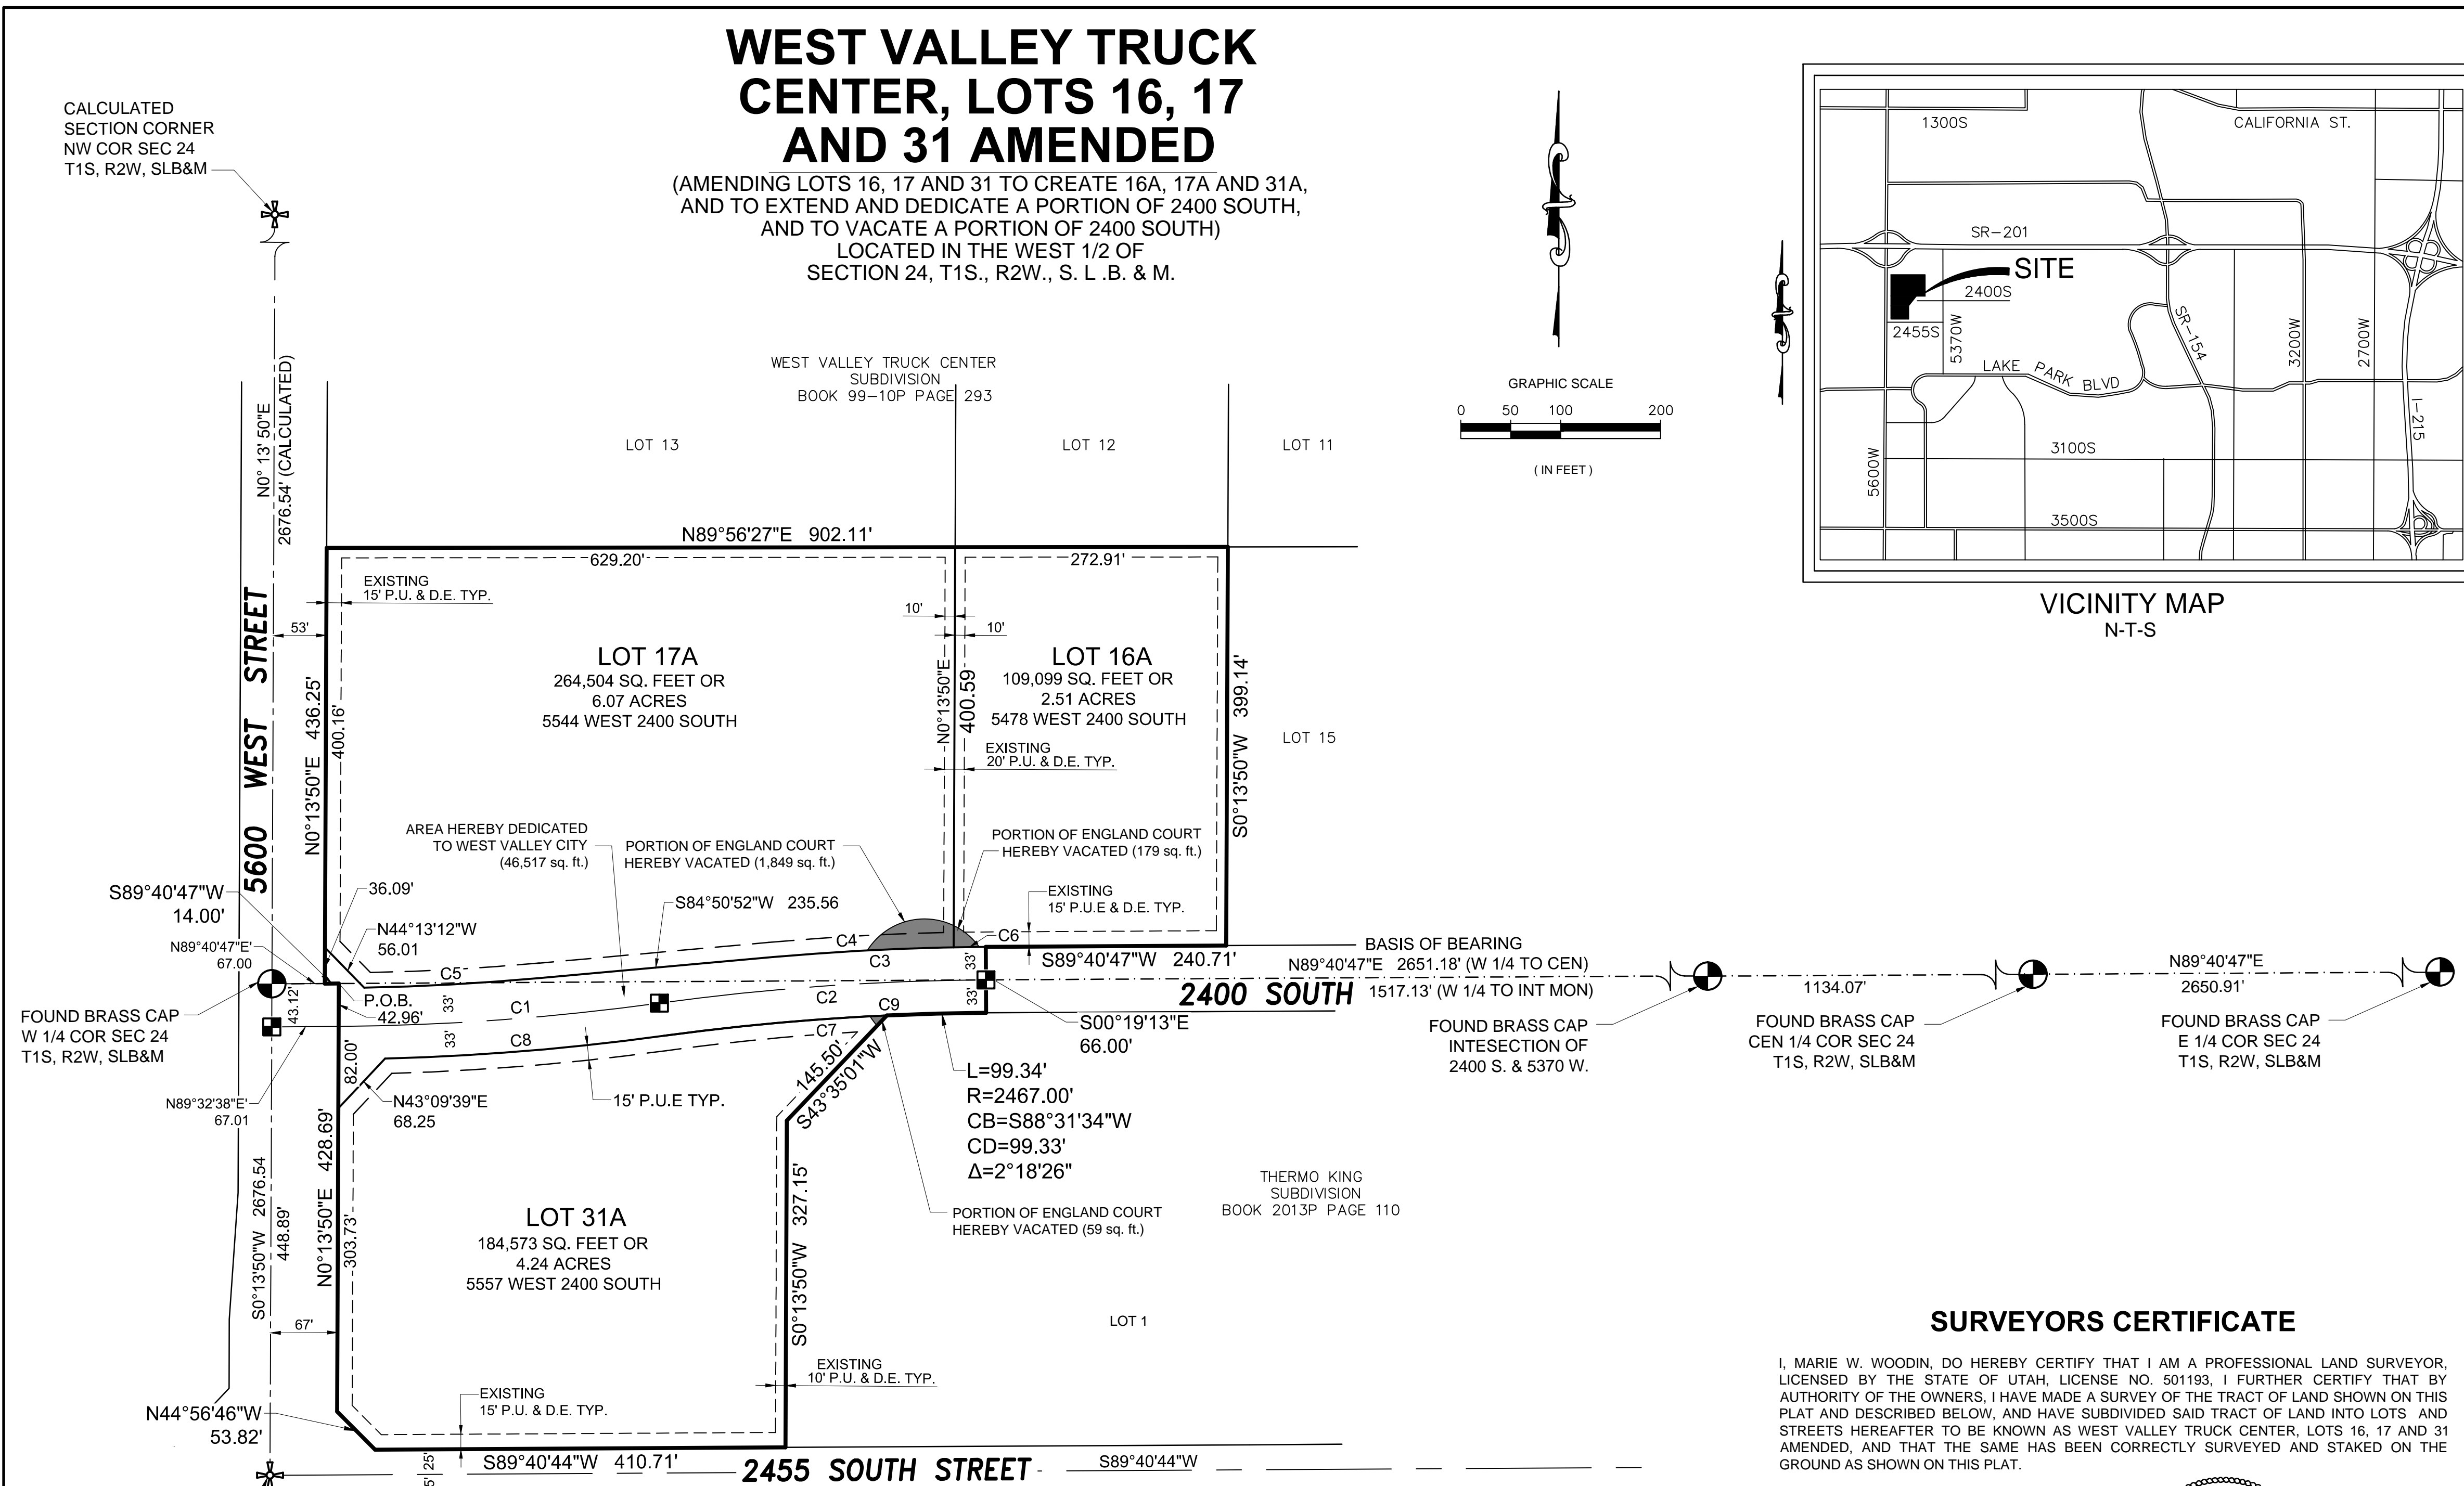 WEST VALLEY TRUCK
CENTER, LOTS 16, 17
AND 31 AMENDED
(AMENDING LOTS 16, 17 AND 31 TO CREATE 16A, 17A AND 31A,
AND TO EXTEND AND DEDICATE A PORTION OF 2400 SOUTH,
AND TO VACATE A PORTION OF 2400 SOUTH)
LOCATED IN THE WEST 1/2 OF
SECTION 24, T1S., R2W., S. L .B. & M.
CALCULATED
SECTION CORNER
NW COR SEC 24
T1S, R2W, SLB&M
1300S
CALIFORNIA ST.
SR-201
SITE
2400S
2455S
5370W
SR-154
3200W
2700W
LAKE PARK BLVD
I-215
3100S
5600W
3500S
VICINITY MAP
N-T-S
GRAPHIC SCALE
0 50 100 200
( IN FEET )
WEST VALLEY TRUCK CENTER
SUBDIVISION
BOOK 99-10P PAGE 293
LOT 13
LOT 12
LOT 11
N0° 13' 50"E
2676.54' (CALCULATED)
N89°56'27"E 902.11'
629.20'
272.91'
EXISTING
15' P.U. & D.E. TYP.
53'
10'
10'
5600 WEST STREET
LOT 17A
264,504 SQ. FEET OR
6.07 ACRES
5544 WEST 2400 SOUTH
LOT 16A
109,099 SQ. FEET OR
2.51 ACRES
5478 WEST 2400 SOUTH
N0°13'50"E 436.25'
400.16'
N0°13'50"E
400.59
S0°13'50"W 399.14'
LOT 15
EXISTING
20' P.U. & D.E. TYP.
AREA HEREBY DEDICATED
TO WEST VALLEY CITY
(46,517 sq. ft.)
PORTION OF ENGLAND COURT
HEREBY VACATED (1,849 sq. ft.)
PORTION OF ENGLAND COURT
HEREBY VACATED (179 sq. ft.)
S89°40'47"W
14.00'
36.09'
S84°50'52"W 235.56
EXISTING
15' P.U.E & D.E. TYP.
N44°13'12"W
56.01
N89°40'47"E'
67.00
C4
C6
C5
C3
33'
S89°40'47"W 240.71'
BASIS OF BEARING
N89°40'47"E 2651.18' (W 1/4 TO CEN)
1517.13' (W 1/4 TO INT MON)
1134.07'
N89°40'47"E
2650.91'
43.12'
P.O.B.
42.96'
33'
C1
C2
C9
33'
2400 SOUTH
FOUND BRASS CAP
W 1/4 COR SEC 24
T1S, R2W, SLB&M
33'
C8
C7
S00°19'13"E
66.00'
FOUND BRASS CAP
INTESECTION OF
2400 S. & 5370 W.
FOUND BRASS CAP
CEN 1/4 COR SEC 24
T1S, R2W, SLB&M
FOUND BRASS CAP
E 1/4 COR SEC 24
T1S, R2W, SLB&M
82.00'
N89°32'38"E'
67.01
N43°09'39"E
68.25
15' P.U.E TYP.
145.50'
S43°35'01"W
L=99.34'
R=2467.00'
CB=S88°31'34"W
CD=99.33'
Δ=2°18'26"
S0°13'50"W 2676.54
448.89'
N0°13'50"E 428.69'
303.73'
LOT 31A
184,573 SQ. FEET OR
4.24 ACRES
5557 WEST 2400 SOUTH
S0°13'50"W 327.15'
PORTION OF ENGLAND COURT
HEREBY VACATED (59 sq. ft.)
THERMO KING
SUBDIVISION
BOOK 2013P PAGE 110
LOT 1
67'
EXISTING
10' P.U. & D.E. TYP.
EXISTING
15' P.U. & D.E. TYP.
N44°56'46"W
53.82'
S89°40'44"W 410.71'
25'
2455 SOUTH STREET
S89°40'44"W
SURVEYORS CERTIFICATE
I, MARIE W. WOODIN, DO HEREBY CERTIFY THAT I AM A PROFESSIONAL LAND SURVEYOR,
LICENSED BY THE STATE OF UTAH, LICENSE NO. 501193, I FURTHER CERTIFY THAT BY
AUTHORITY OF THE OWNERS, I HAVE MADE A SURVEY OF THE TRACT OF LAND SHOWN ON THIS
PLAT AND DESCRIBED BELOW, AND HAVE SUBDIVIDED SAID TRACT OF LAND INTO LOTS AND
STREETS HEREAFTER TO BE KNOWN AS WEST VALLEY TRUCK CENTER, LOTS 16, 17 AND 31
AMENDED, AND THAT THE SAME HAS BEEN CORRECTLY SURVEYED AND STAKED ON THE
GROUND AS SHOWN ON THIS PLAT.